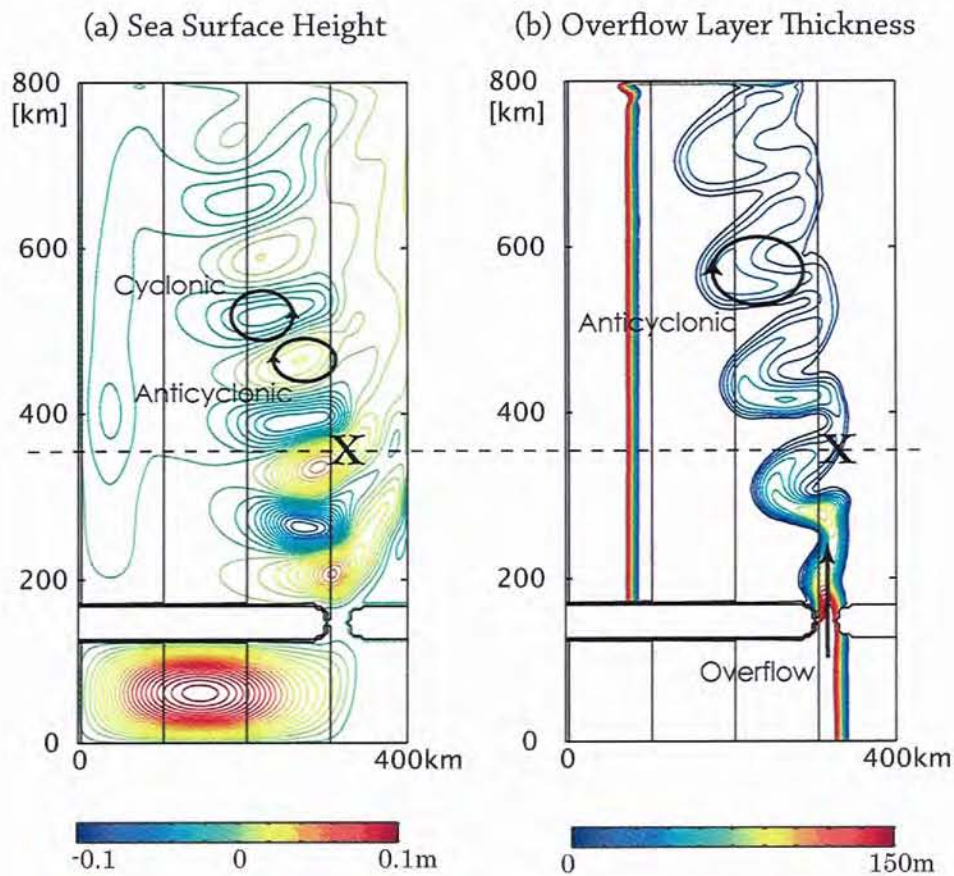 (a) Sea Surface Height
800
[km]
600
Cyclonic
Anticyclonic
400
X
200
0
0
400km
-0.1
0
0.1m
(b) Overflow Layer Thickness
800
[km]
600
Anticyclonic
400
X
200
Overflow
0
0
400km
0
150m